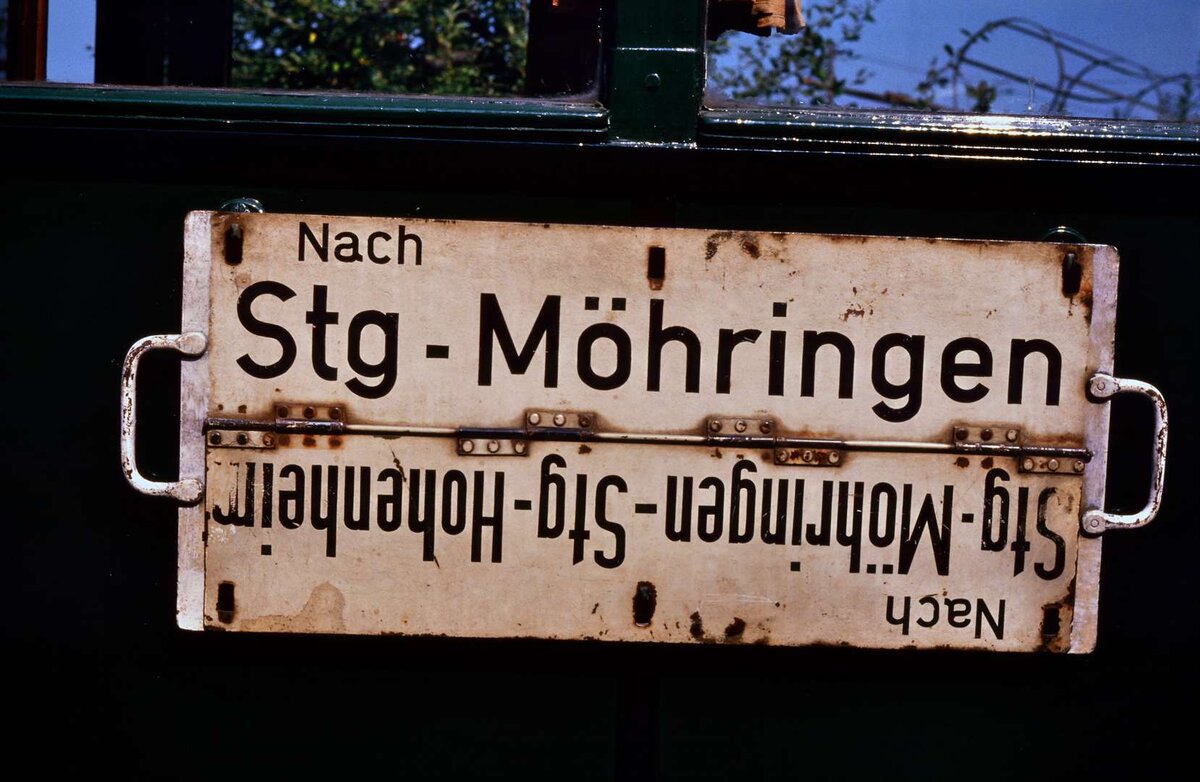 Nach
Stg - Möhringen
Nach
Stg-Möhringen-Stg-Hohenheim